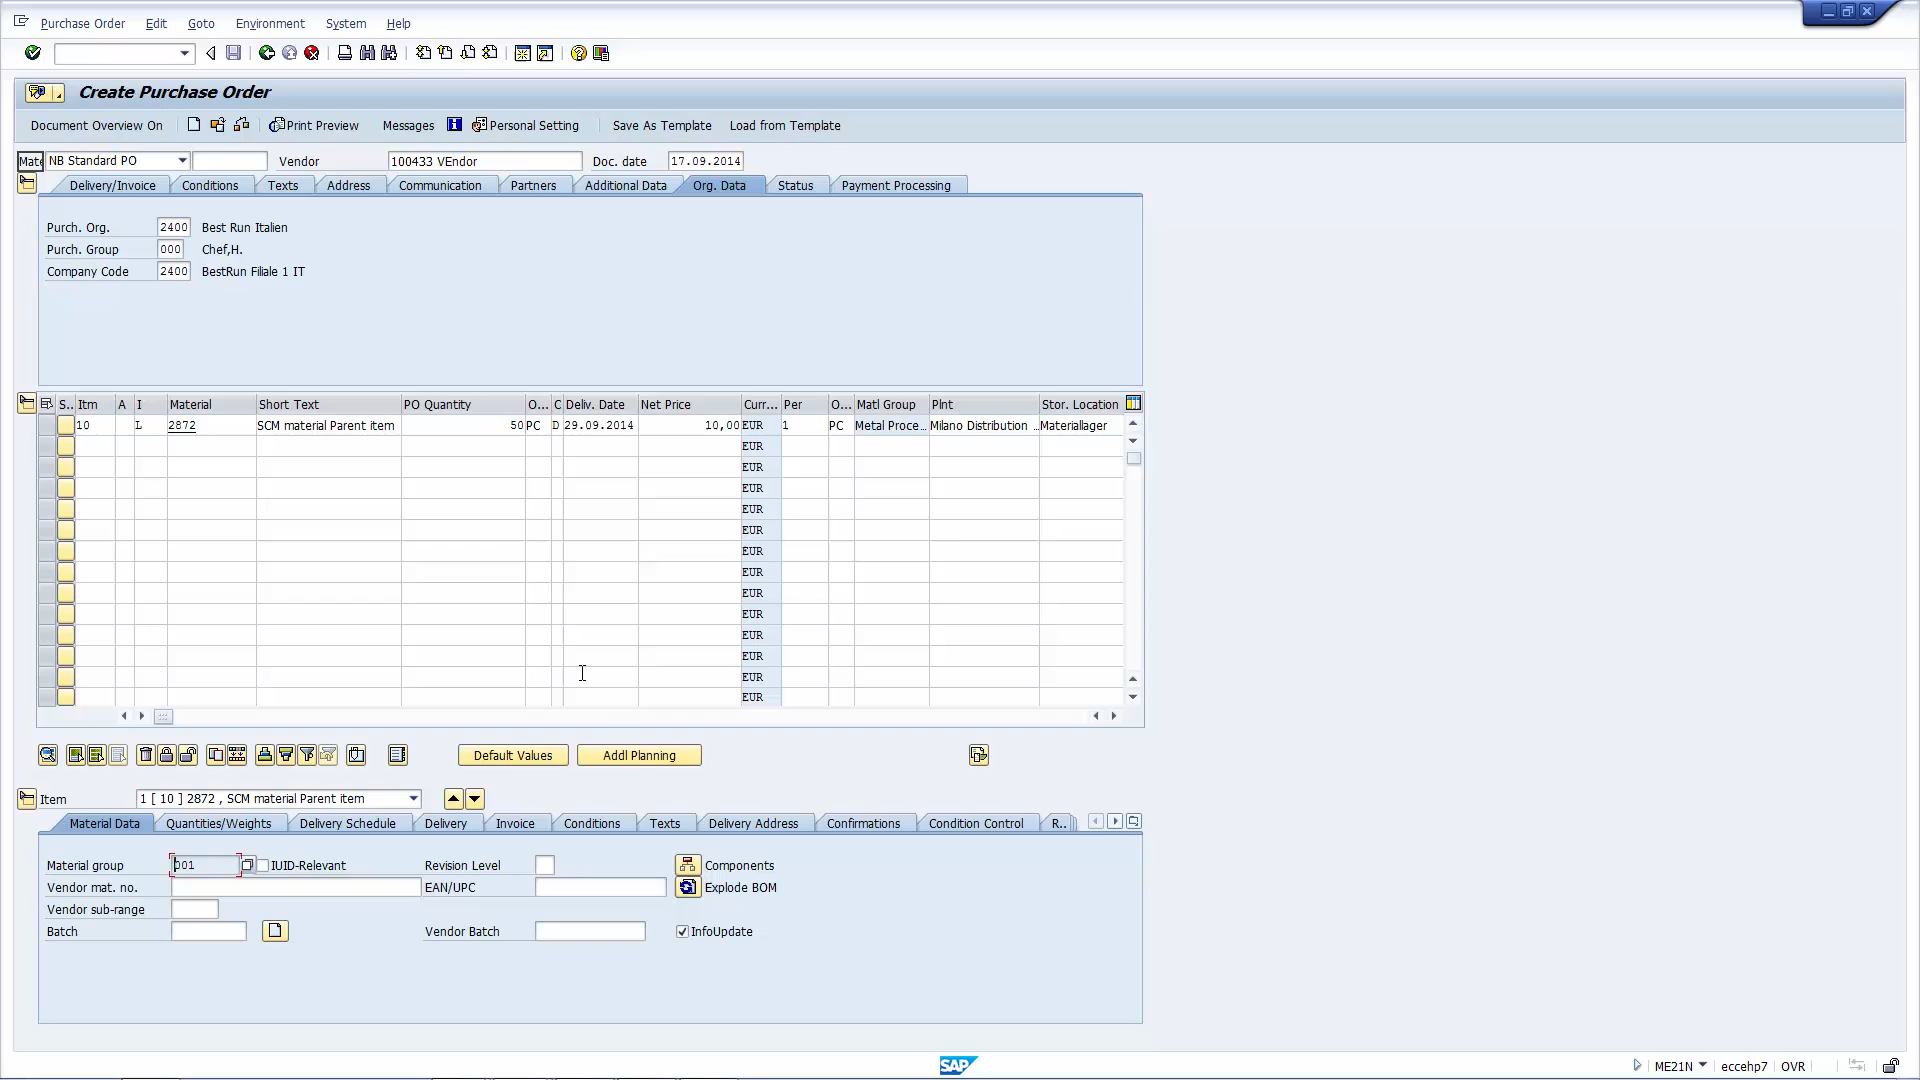 Purchase Order Edit Goto Environment System Help
Create Purchase Order
Document Overview On Print Preview Messages Personal Setting Save As Template Load from Template
Mate NB Standard PO Vendor 100433 VEndor Doc. date 17.09.2014
Delivery/Invoice Conditions Texts Address Communication Partners Additional Data Org. Data Status Payment Processing
Purch. Org. 2400 Best Run Italien
Purch. Group 000 Chef,H.
Company Code 2400 BestRun Filiale 1 IT
S.. Itm A I Material Short Text PO Quantity O... C Deliv. Date Net Price Curr... Per O... Matl Group Plnt Stor. Location
10 L 2872 SCM material Parent item 50 PC D 29.09.2014 10,00 EUR 1 PC Metal Proce... Milano Distribution ... Materiallager
EUR
EUR
EUR
EUR
EUR
EUR
EUR
EUR
EUR
EUR
EUR
EUR
EUR
Default Values Addl Planning
Item 1 [ 10 ] 2872 , SCM material Parent item
Material Data Quantities/Weights Delivery Schedule Delivery Invoice Conditions Texts Delivery Address Confirmations Condition Control R..
Material group 001 IUID-Relevant Revision Level Components
Vendor mat. no. EAN/UPC Explode BOM
Vendor sub-range
Batch Vendor Batch InfoUpdate
SAP ME21N eccehp7 OVR